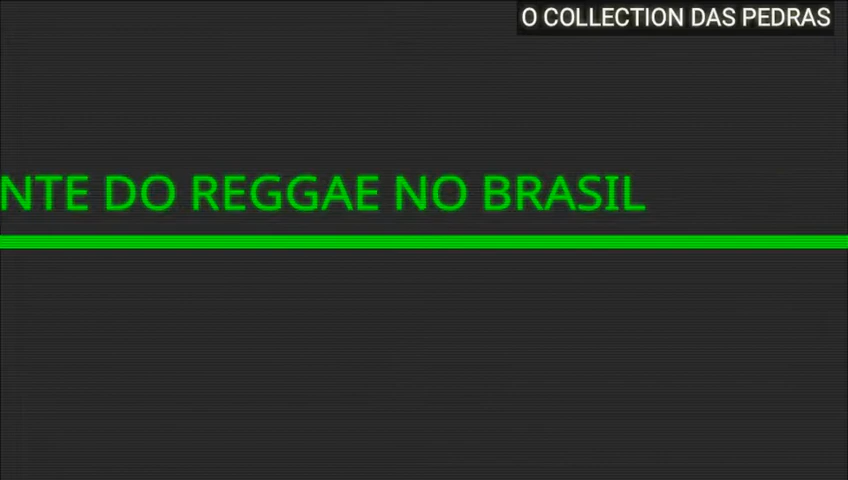 O COLLECTION DAS PEDRAS
NTE DO REGGAE NO BRASIL